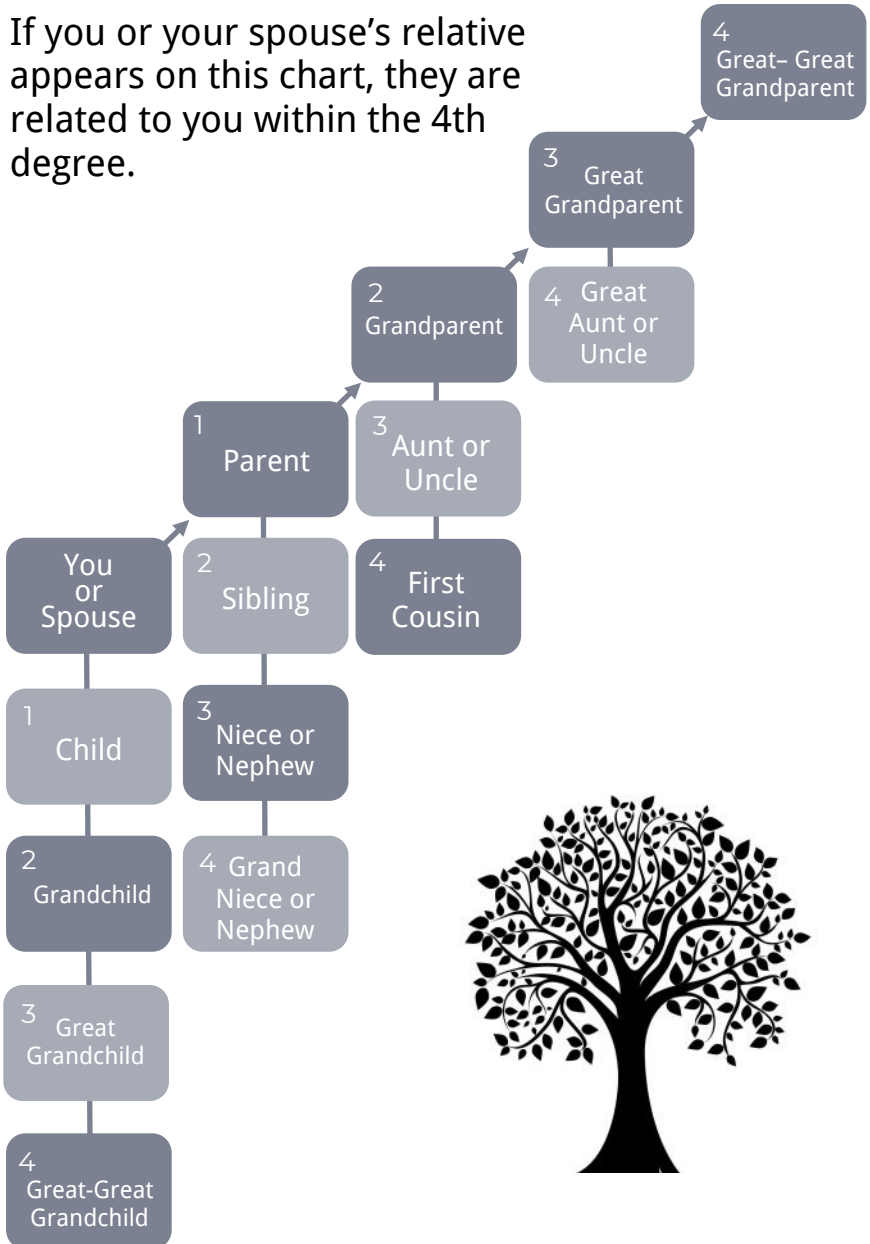 If you or your spouse’s relative
appears on this chart, they are
related to you within the 4th
degree.
4
Great– Great
Grandparent
3
Great
Grandparent
4
Great
Aunt or
Uncle
2
Grandparent
3
Aunt or
Uncle
4
First
Cousin
1
Parent
2
Sibling
3
Niece or
Nephew
4
Grand
Niece or
Nephew
You
or
Spouse
1
Child
2
Grandchild
3
Great
Grandchild
4
Great-Great
Grandchild